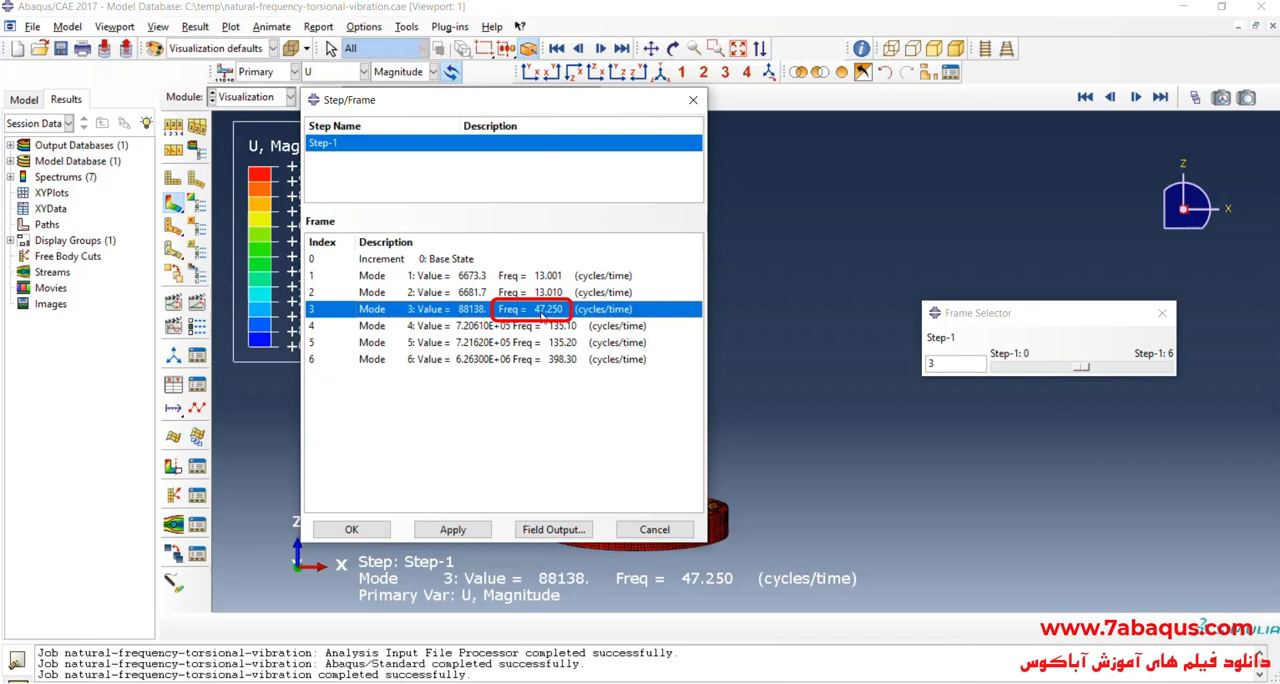 Abaqus/CAE 2017 - Model Database: C:\temp\natural-frequency-torsional-vibration.cae [Viewport: 1]
File Model Viewport View Result Plot Animate Report Options Tools Plug-ins Help
Visualization defaults All
Primary U Magnitude 1 2 3 4
Model Results Module: Visualization
Session Data
Output Databases (1)
Model Database (1)
Spectrums (7)
XYPlots
XYData
Paths
Display Groups (1)
Free Body Cuts
Streams
Movies
Images
U, Mag
Step/Frame
Step Name Description
Step-1
Frame
Index Description
0 Increment 0: Base State
1 Mode 1: Value = 6673.3 Freq = 13.001 (cycles/time)
2 Mode 2: Value = 6681.7 Freq = 13.010 (cycles/time)
3 Mode 3: Value = 88138. Freq = 47.250 (cycles/time)
4 Mode 4: Value = 7.20610E+05 Freq = 135.10 (cycles/time)
5 Mode 5: Value = 7.21620E+05 Freq = 135.20 (cycles/time)
6 Mode 6: Value = 6.26300E+06 Freq = 398.30 (cycles/time)
OK Apply Field Output... Cancel
Z
X
Frame Selector
Step-1
Step-1: 0 Step-1: 6
3
Z
X
Step: Step-1
Mode 3: Value = 88138. Freq = 47.250 (cycles/time)
Primary Var: U, Magnitude
www.7abaqus.com
دانلود فیلم های آموزش آباکوس
Job natural-frequency-torsional-vibration: Analysis Input File Processor completed successfully.
Job natural-frequency-torsional-vibration: Abaqus/Standard completed successfully.
Job natural-frequency-torsional-vibration completed successfully.